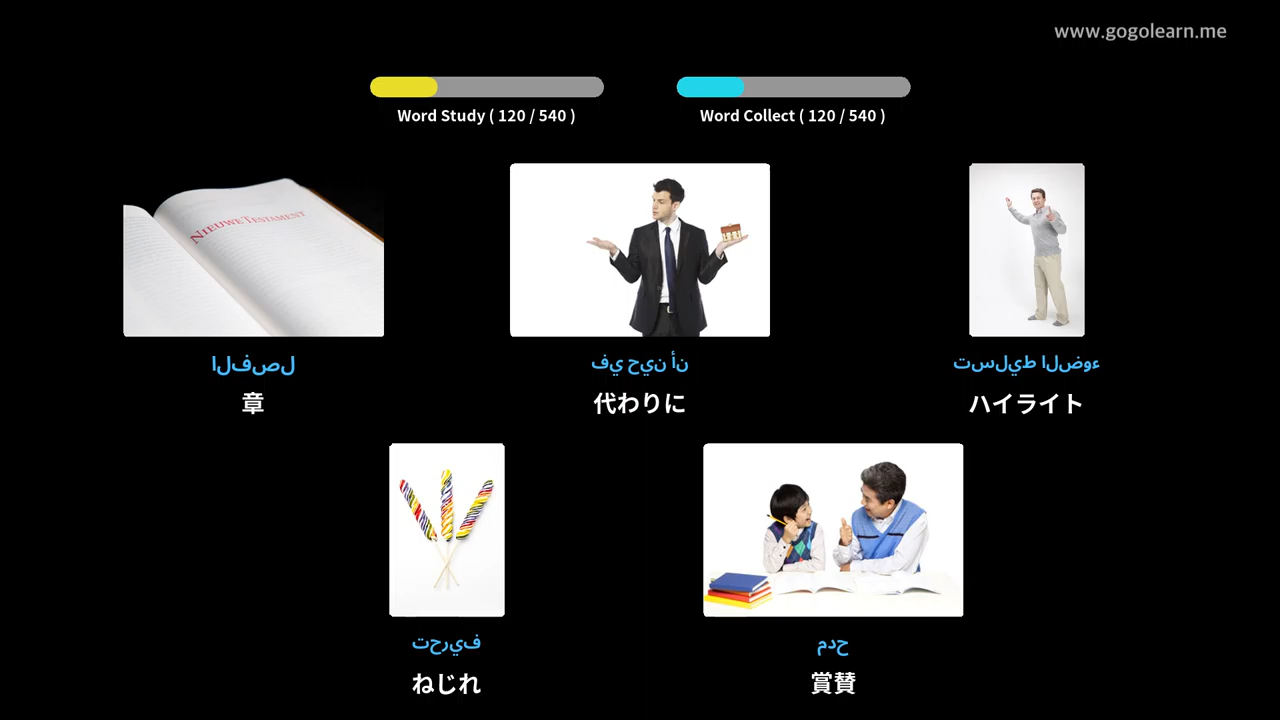 www.gogolearn.me
Word Study ( 120 / 540 )
Word Collect ( 120 / 540 )
NIEUWE TESTAMENT
الفصل
章
في حين أن
代わりに
تسليط الضوء
ハイライト
تحريف
ねじれ
مدح
賞賛